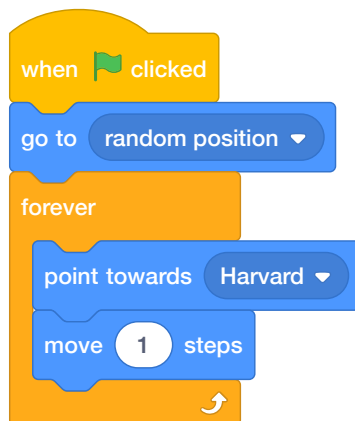 when clicked
go to random position
forever
point towards Harvard
move 1 steps